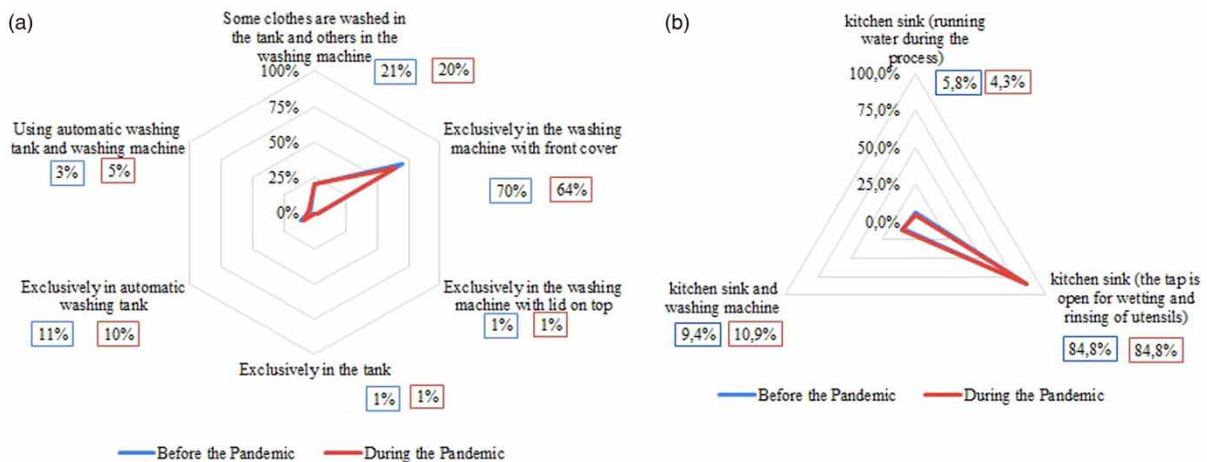 (a)
Some clothes are washed in
the tank and others in the
washing machine
21% 20%
100%
75%
50%
25%
0%
Using automatic washing
tank and washing machine
3% 5%
Exclusively in the washing
machine with front cover
70% 64%
Exclusively in automatic
washing tank
11% 10%
Exclusively in the washing
machine with lid on top
1% 1%
Exclusively in the tank
1% 1%
Before the Pandemic During the Pandemic
(b)
kitchen sink (running
water during the
process)
5,8% 4,3%
100,0%
75,0%
50,0%
25,0%
0,0%
kitchen sink and
washing machine
9,4% 10,9%
kitchen sink (the tap is
open for wetting and
rinsing of utensils)
84,8% 84,8%
Before the Pandemic During the Pandemic